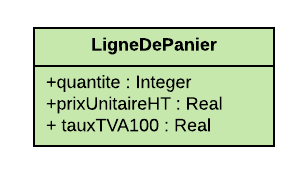 LigneDePanier
+quantite : Integer
+prixUnitaireHT : Real
+ tauxTVA100 : Real